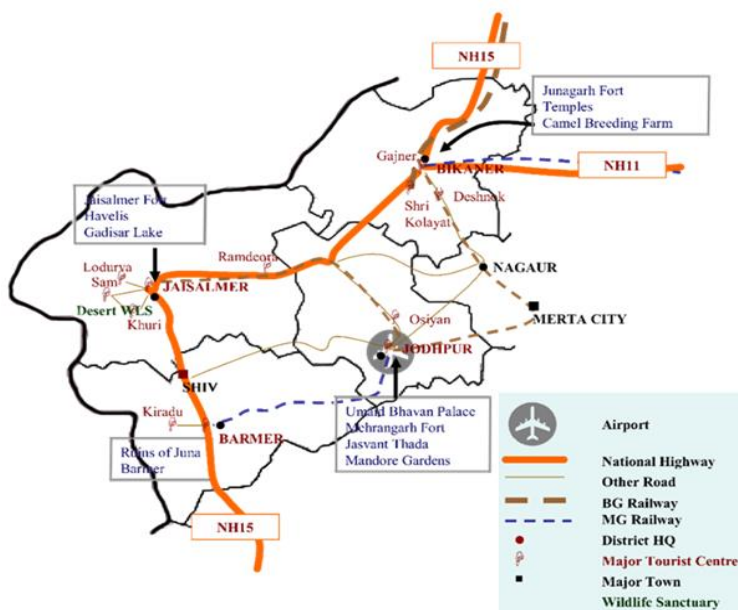 NH15
Junagarh Fort
Temples
Camel Breeding Farm
Gajner
BIKANER
NH11
Deshnok
Shri
Kolayat
Jaisalmer Fort
Havelis
Gadisar Lake
Ramdeora
NAGAUR
Lodurva
Sam
JAISALMER
Desert WLS
Khuri
MERTA CITY
Osiyan
JODHPUR
SHIV
Kiradu
BARMER
Umaid Bhavan Palace
Mehrangarh Fort
Jasvant Thada
Mandore Gardens
Ruins of Juna
Barmer
NH15
Airport
National Highway
Other Road
BG Railway
MG Railway
District HQ
Major Tourist Centre
Major Town
Wildlife Sanctuary